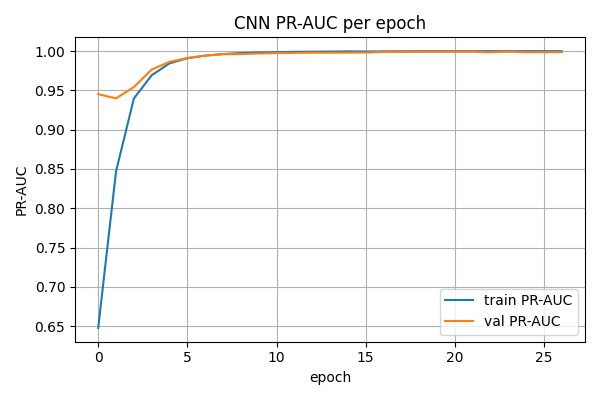 CNN PR-AUC per epoch
1.00
0.95
0.90
0.85
0.80
0.75
0.70
0.65
PR-AUC
0 5 10 15 20 25
epoch
train PR-AUC
val PR-AUC